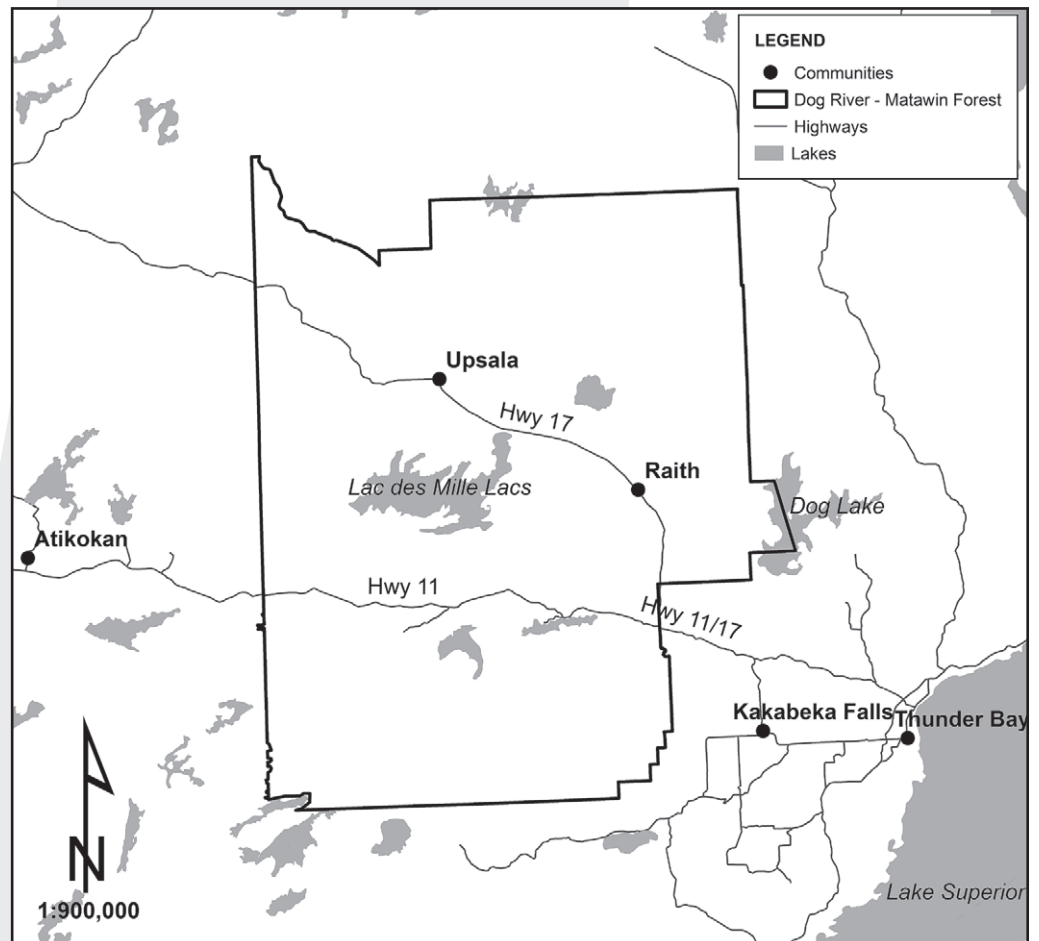 LEGEND
Communities
Dog River - Matawin Forest
Highways
Lakes
Upsala
Hwy 17
Raith
Lac des Mille Lacs
Dog Lake
Atikokan
Hwy 11
Hwy 11/17
Kakabeka Falls
Thunder Bay
N
Lake Superior
1:900,000